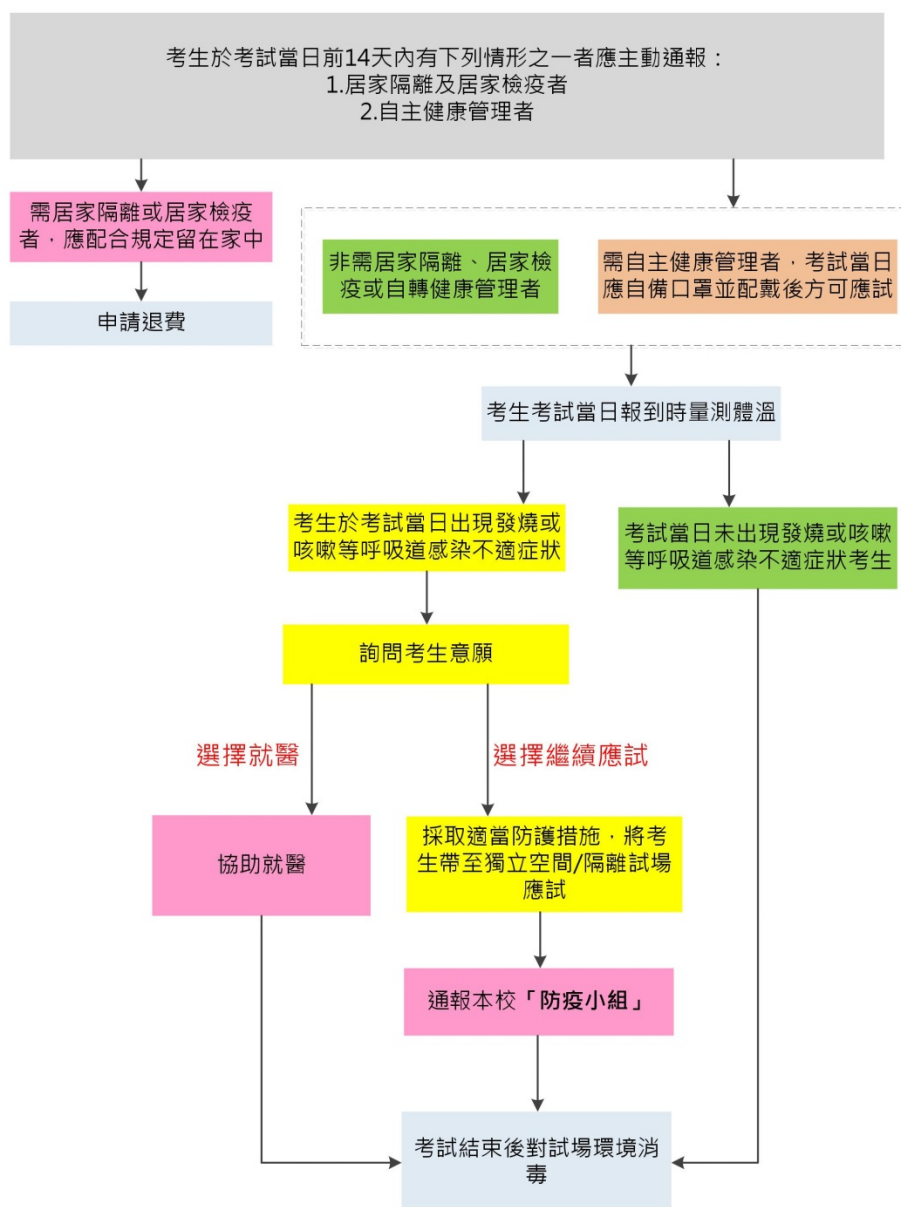 考生於考試當日前14天內有下列情形之一者應主動通報：
1.居家隔離及居家檢疫者
2.自主健康管理者
需居家隔離或居家檢疫
者，應配合規定留在家中
申請退費
非需居家隔離、居家檢
疫或自轉健康管理者
需自主健康管理者，考試當日
應自備口罩並配戴後方可應試
考生考試當日報到時量測體溫
考生於考試當日出現發燒或
咳嗽等呼吸道感染不適症狀
考試當日未出現發燒或咳嗽
等呼吸道感染不適症狀考生
詢問考生意願
選擇就醫
選擇繼續應試
協助就醫
採取適當防護措施，將考
生帶至獨立空間/隔離試場
應試
通報本校「防疫小組」
考試結束後對試場環境消
毒